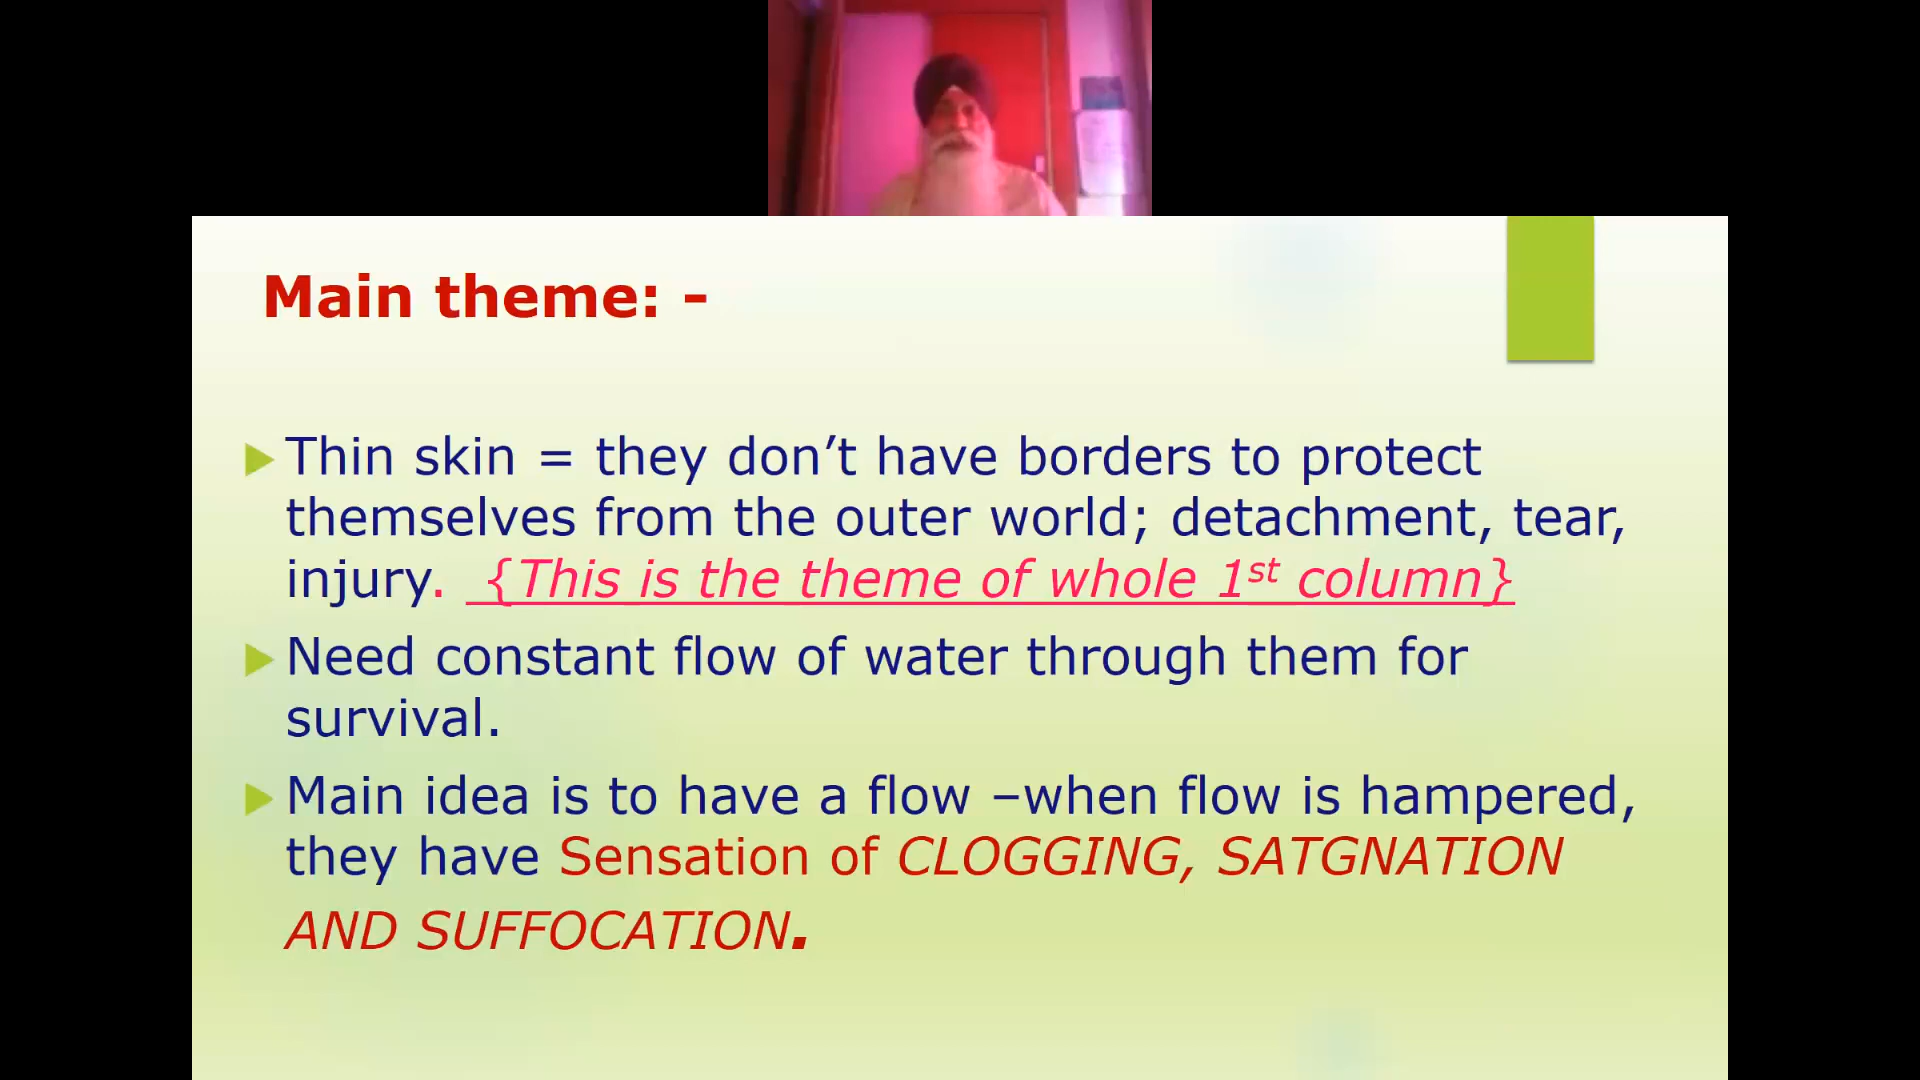 Main theme: -
Thin skin = they don’t have borders to protect
themselves from the outer world; detachment, tear,
injury. {This is the theme of whole 1st column}
Need constant flow of water through them for
survival.
Main idea is to have a flow –when flow is hampered,
they have Sensation of CLOGGING, SATGNATION
AND SUFFOCATION.